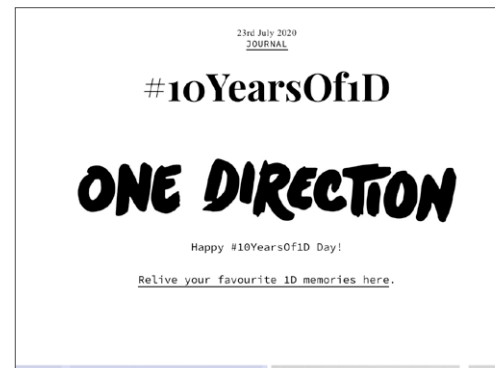 23rd July 2020
JOURNAL
#10YearsOf1D
ONE DIRECTION
Happy #10YearsOf1D Day!
Relive your favourite 1D memories here.